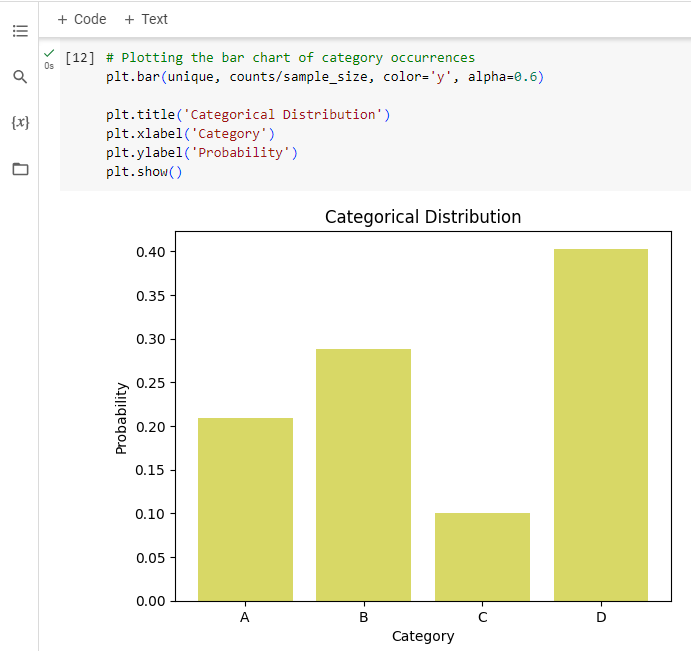 + Code + Text
0s
[12] # Plotting the bar chart of category occurrences
plt.bar(unique, counts/sample_size, color='y', alpha=0.6)
plt.title('Categorical Distribution')
plt.xlabel('Category')
plt.ylabel('Probability')
plt.show()
{x}
Categorical Distribution
0.40
0.35
0.30
0.25
0.20
0.15
0.10
0.05
0.00
Probability
A B C D
Category